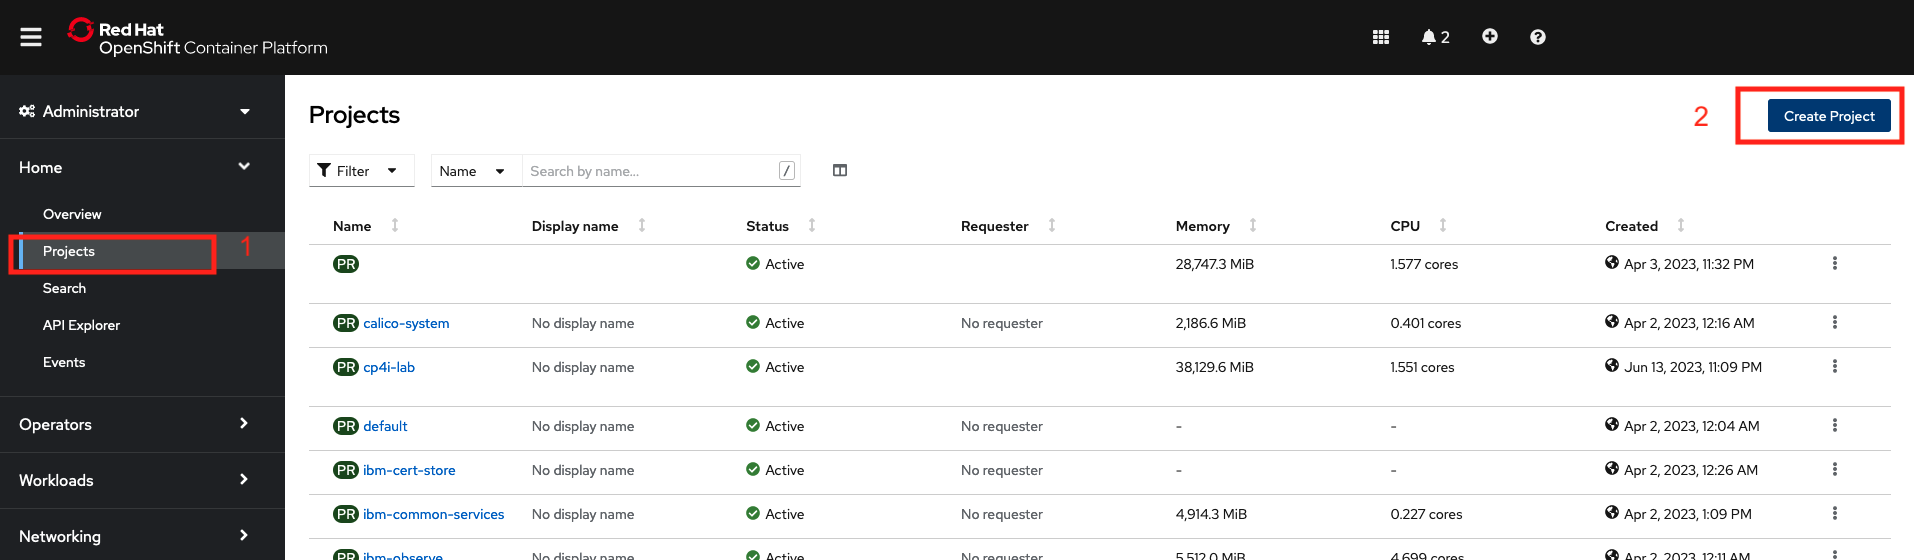 Red Hat
OpenShift Container Platform
2
Administrator
Home
Overview
Projects 1
Search
API Explorer
Events
Operators
Workloads
Networking
Projects
2 Create Project
Filter Name Search by name... /
Name Display name Status Requester Memory CPU Created
PR Active 28,747.3 MiB 1.577 cores Apr 3, 2023, 11:32 PM
PR calico-system No display name Active No requester 2,186.6 MiB 0.401 cores Apr 2, 2023, 12:16 AM
PR cp4i-lab No display name Active 38,129.6 MiB 1.551 cores Jun 13, 2023, 11:09 PM
PR default No display name Active No requester - - Apr 2, 2023, 12:04 AM
PR ibm-cert-store No display name Active No requester - - Apr 2, 2023, 12:26 AM
PR ibm-common-services No display name Active No requester 4,914.3 MiB 0.227 cores Apr 2, 2023, 1:09 PM
PR ibm-observe No display name Active No requester 5,512.0 MiB 4.699 cores Apr 2, 2023, 12:11 AM